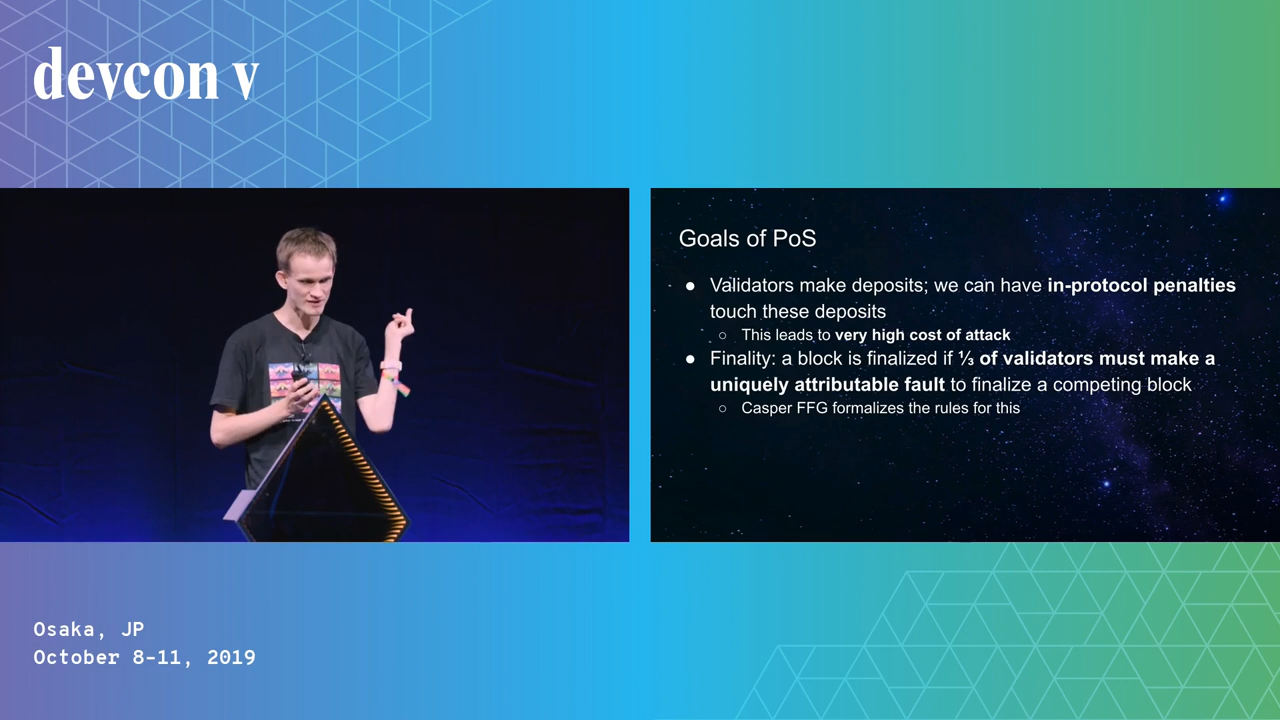 devcon v
Goals of PoS
● Validators make deposits; we can have in-protocol penalties
touch these deposits
○ This leads to very high cost of attack
● Finality: a block is finalized if ⅓ of validators must make a
uniquely attributable fault to finalize a competing block
○ Casper FFG formalizes the rules for this
Osaka, JP
October 8-11, 2019